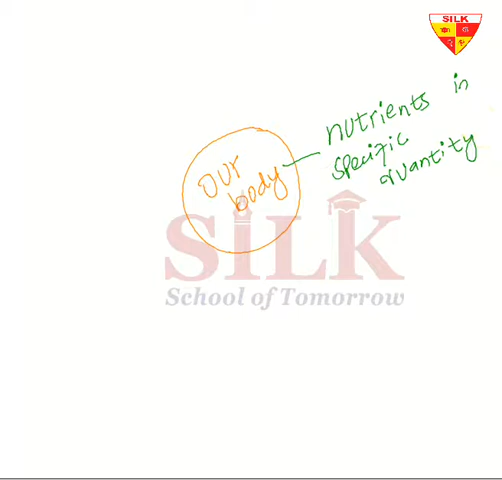 SILK
nutrients in
specific
quantity
our
body
SILK
School of Tomorrow